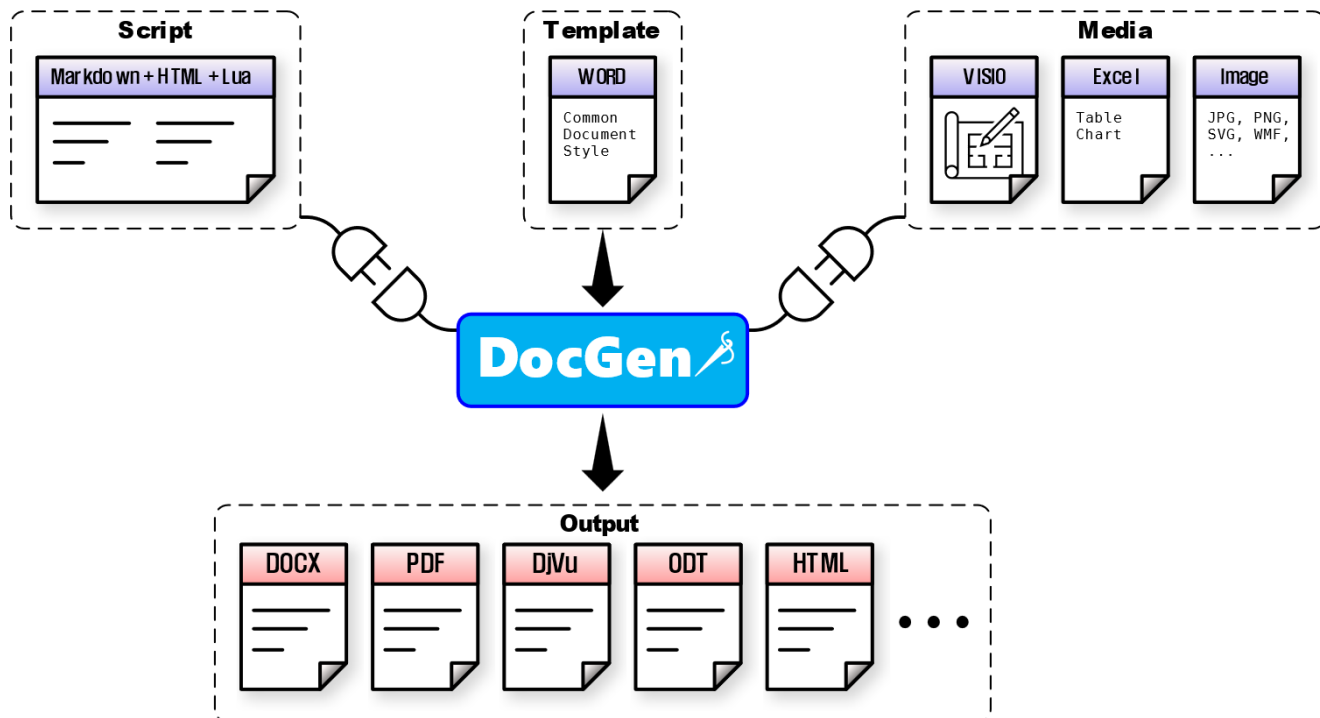 Script
Markdown + HTML + Lua
Template
WORD
Common
Document
Style
Media
VISIO
Excel
Table
Chart
Image
JPG, PNG,
SVG, WMF,
...
DocGen
Output
DOCX
PDF
DjVu
ODT
HTML